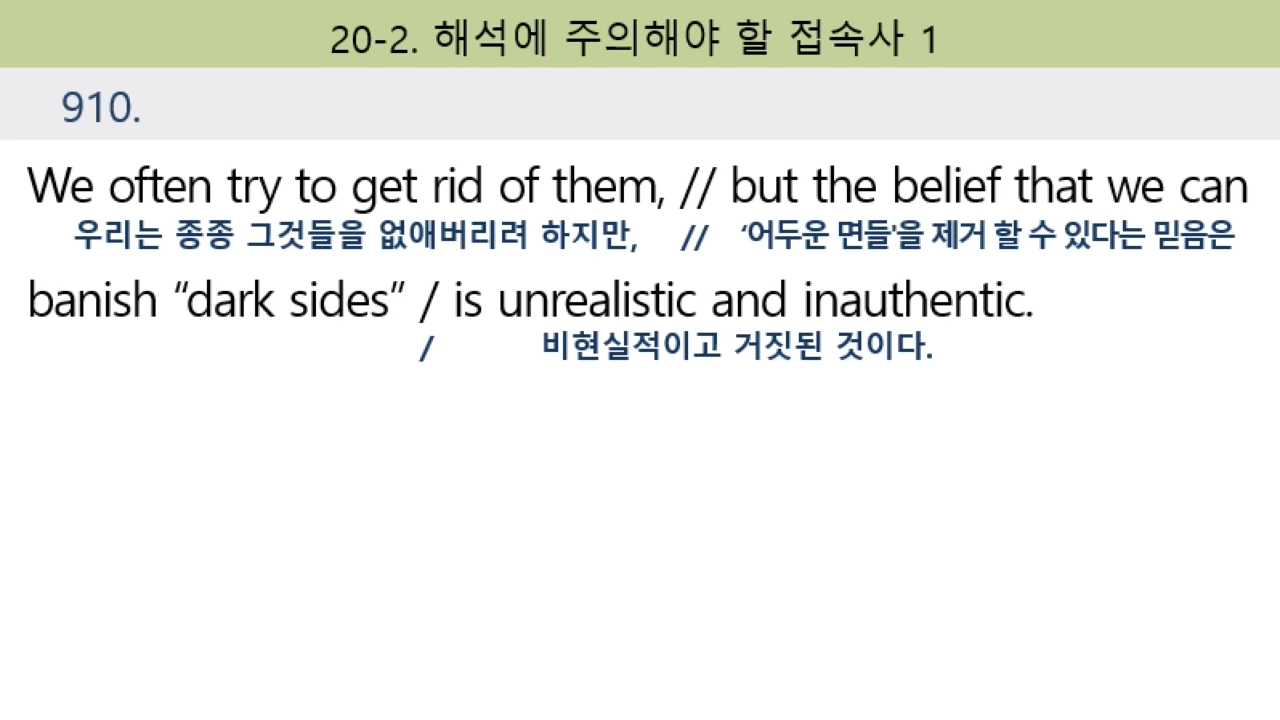 20-2. 해석에 주의해야 할 접속사 1
910.
We often try to get rid of them, // but the belief that we can
우리는 종종 그것들을 없애버리려 하지만, // ‘어두운 면들'을 제거 할 수 있다는 믿음은
banish “dark sides” / is unrealistic and inauthentic.
/ 비현실적이고 거짓된 것이다.